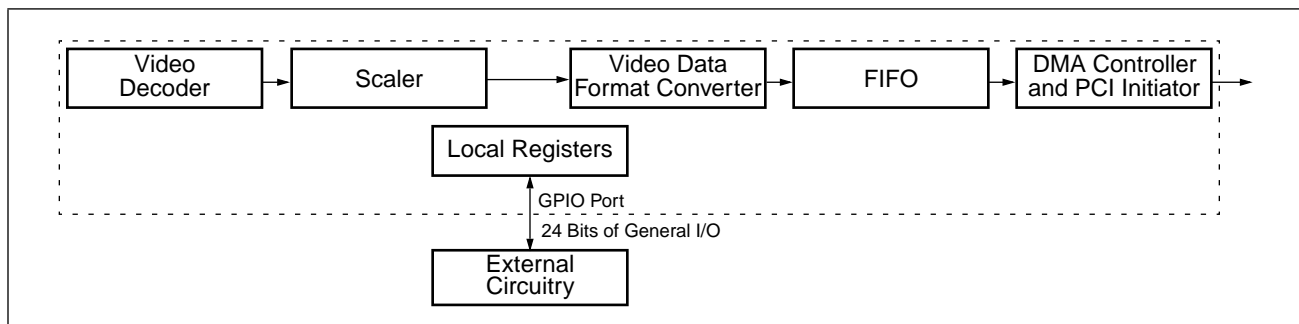 Video
Decoder
Scaler
Video Data
Format Converter
FIFO
DMA Controller
and PCI Initiator
Local Registers
GPIO Port
24 Bits of General I/O
External
Circuitry